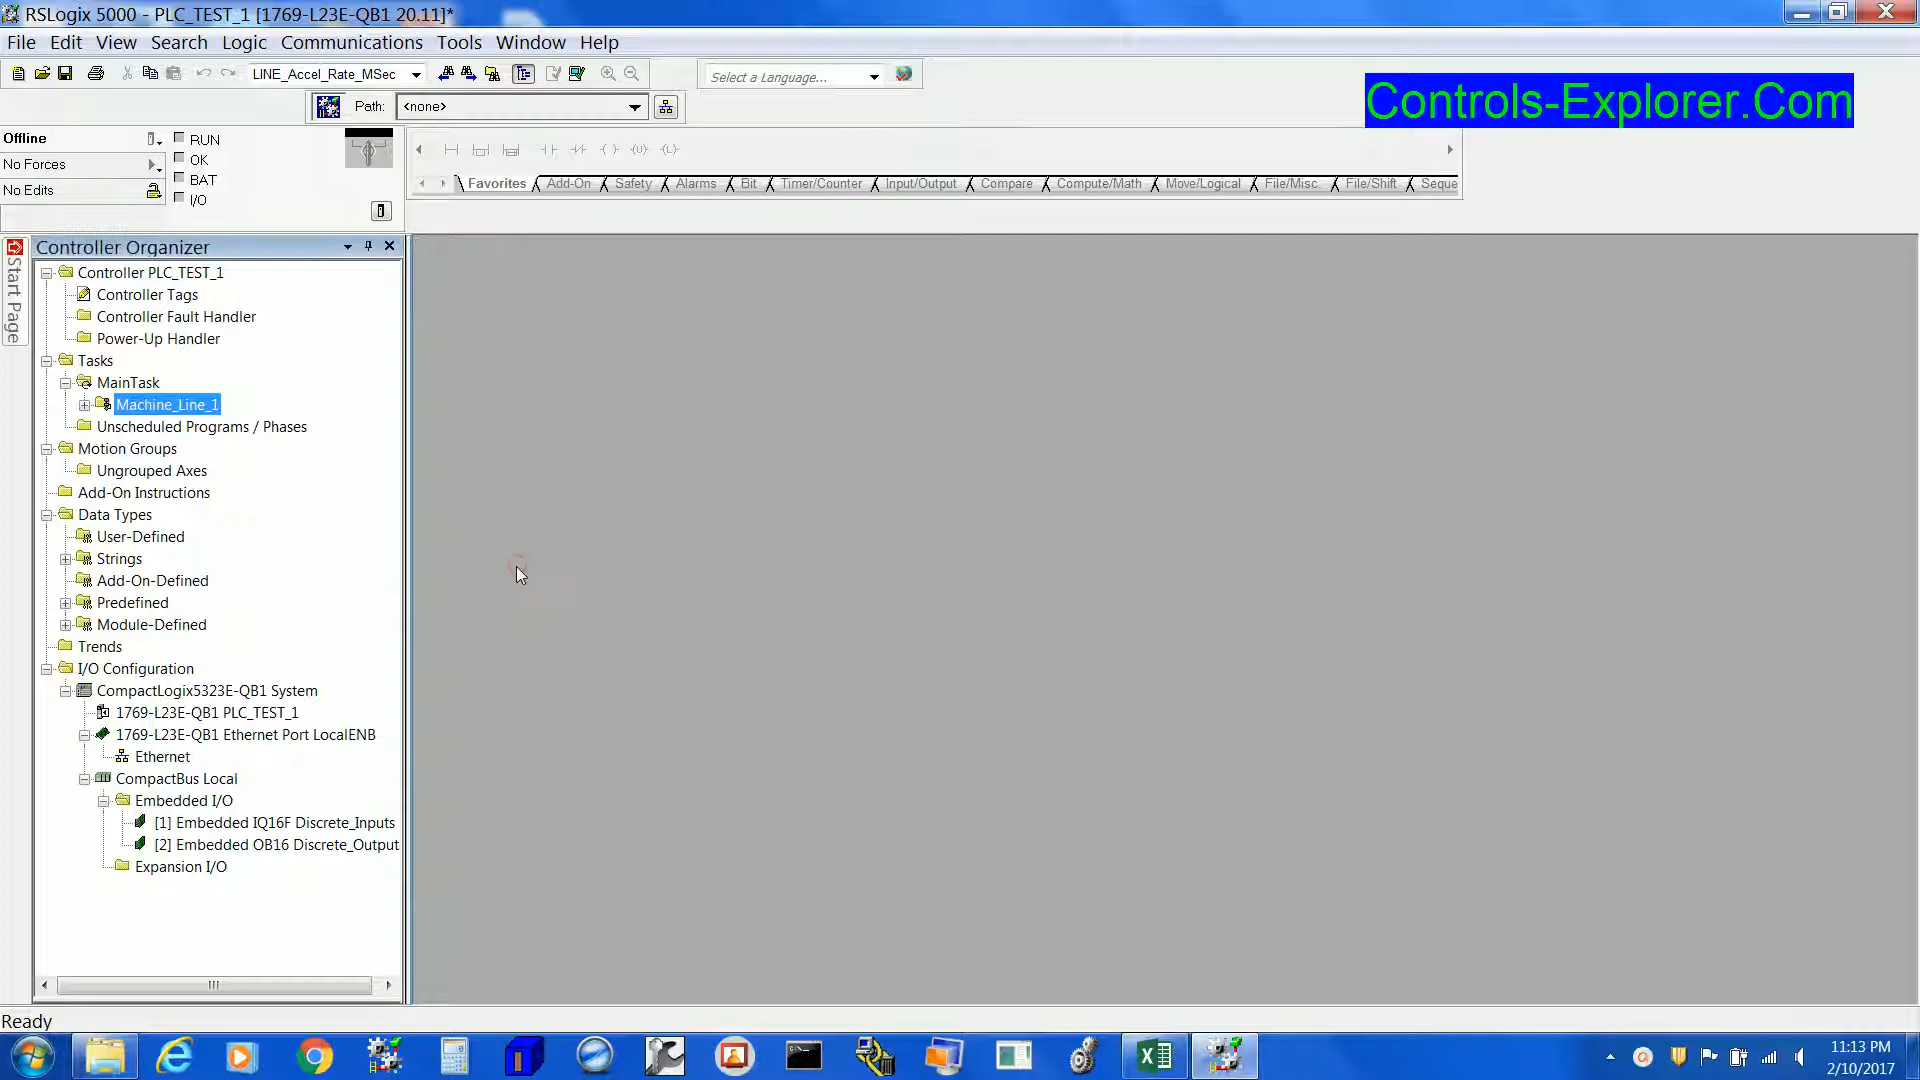 RSLogix 5000 - PLC_TEST_1 [1769-L23E-QB1 20.11]*
File Edit View Search Logic Communications Tools Window Help
LINE_Accel_Rate_MSec
Select a Language...
Path: <none>
Controls-Explorer.Com
Offline
RUN
No Forces
OK
No Edits
BAT
I/O
Favorites Add-On Safety Alarms Bit Timer/Counter Input/Output Compare Compute/Math Move/Logical File/Misc. File/Shift Seque
Start Page
Controller Organizer
Controller PLC_TEST_1
Controller Tags
Controller Fault Handler
Power-Up Handler
Tasks
MainTask
Machine_Line_1
Unscheduled Programs / Phases
Motion Groups
Ungrouped Axes
Add-On Instructions
Data Types
User-Defined
Strings
Add-On-Defined
Predefined
Module-Defined
Trends
I/O Configuration
CompactLogix5323E-QB1 System
1769-L23E-QB1 PLC_TEST_1
1769-L23E-QB1 Ethernet Port LocalENB
Ethernet
CompactBus Local
Embedded I/O
[1] Embedded IQ16F Discrete_Inputs
[2] Embedded OB16 Discrete_Output
Expansion I/O
Ready
11:13 PM
2/10/2017